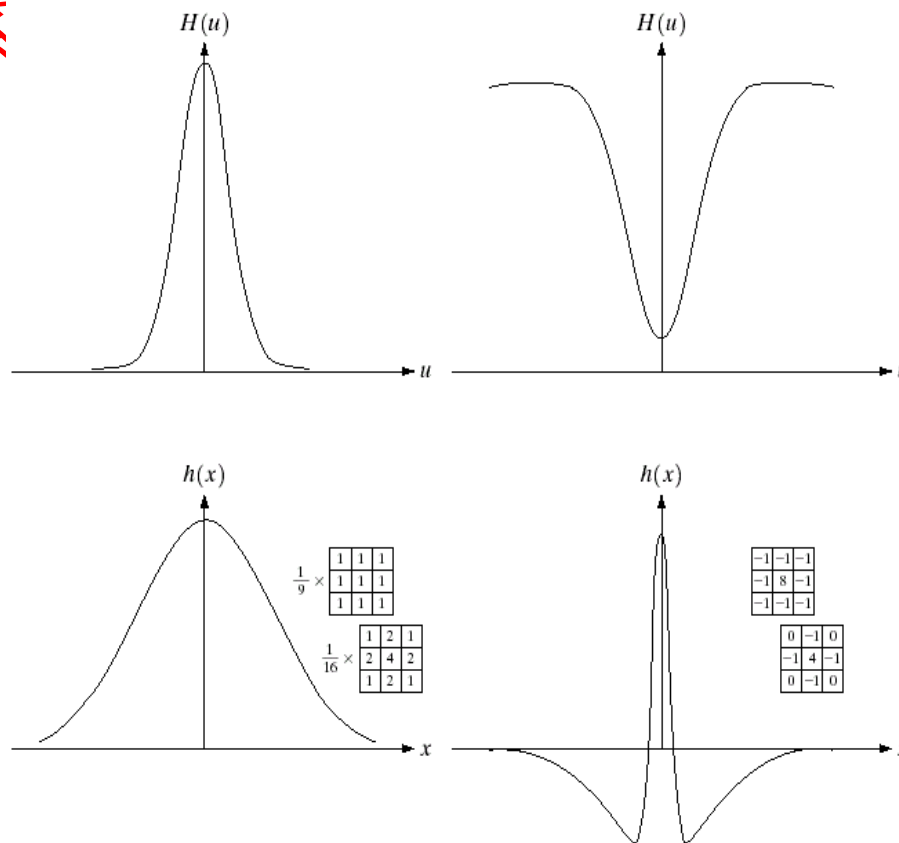 H(u)
H(u)
u
h(x)
h(x)
1/9 ×
1 1 1
1 1 1
1 1 1
1/16 ×
1 2 1
2 4 2
1 2 1
−1 −1 −1
−1 8 −1
−1 −1 −1
0 −1 0
−1 4 −1
0 −1 0
x